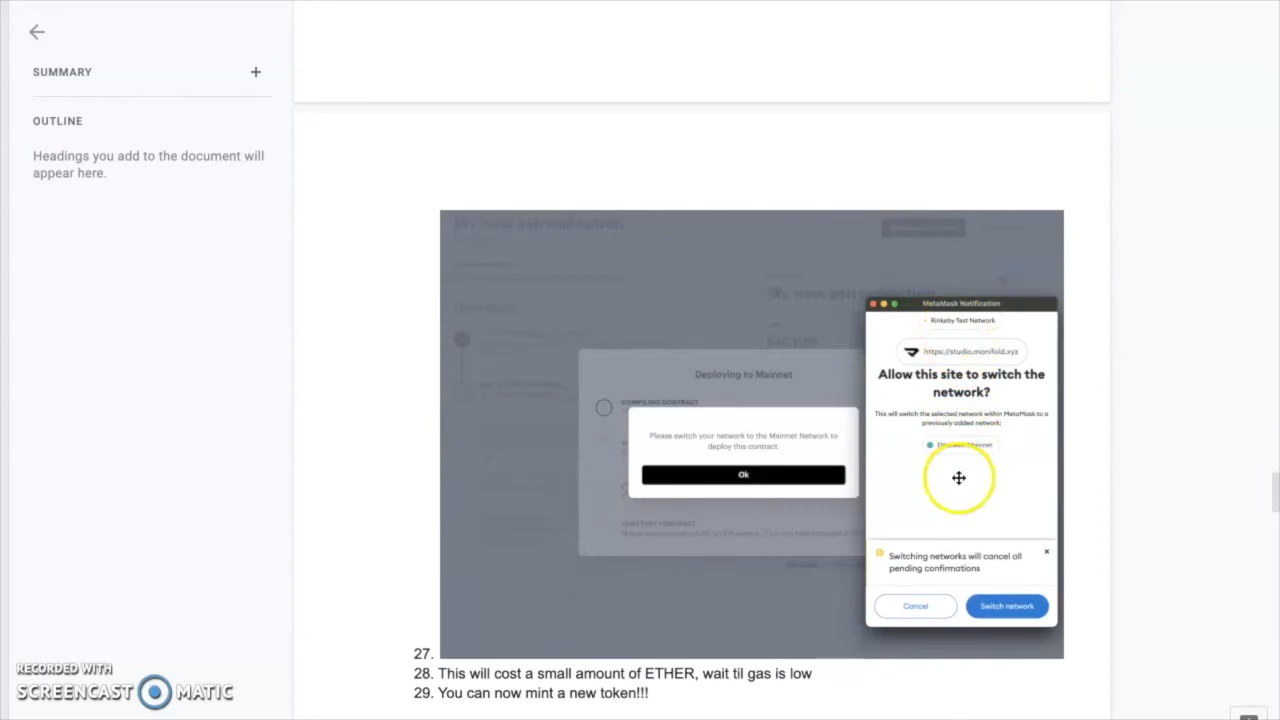 SUMMARY
OUTLINE
Headings you add to the document will
appear here.
MetaMask Notification
Rinkeby Test Network
https://studio.manifold.xyz
Allow this site to switch the
network?
This will switch the selected network within MetaMask to a
previously added network:
Mainnet
Deploying to Mainnet
COMPILING CONTRACT
Please switch your network to the Mainnet Network to
deploy this contract.
Ok
Switching networks will cancel all
pending confirmations
Cancel
Switch network
27.
28. This will cost a small amount of ETHER, wait til gas is low
29. You can now mint a new token!!!
RECORDED WITH
SCREENCAST MATIC